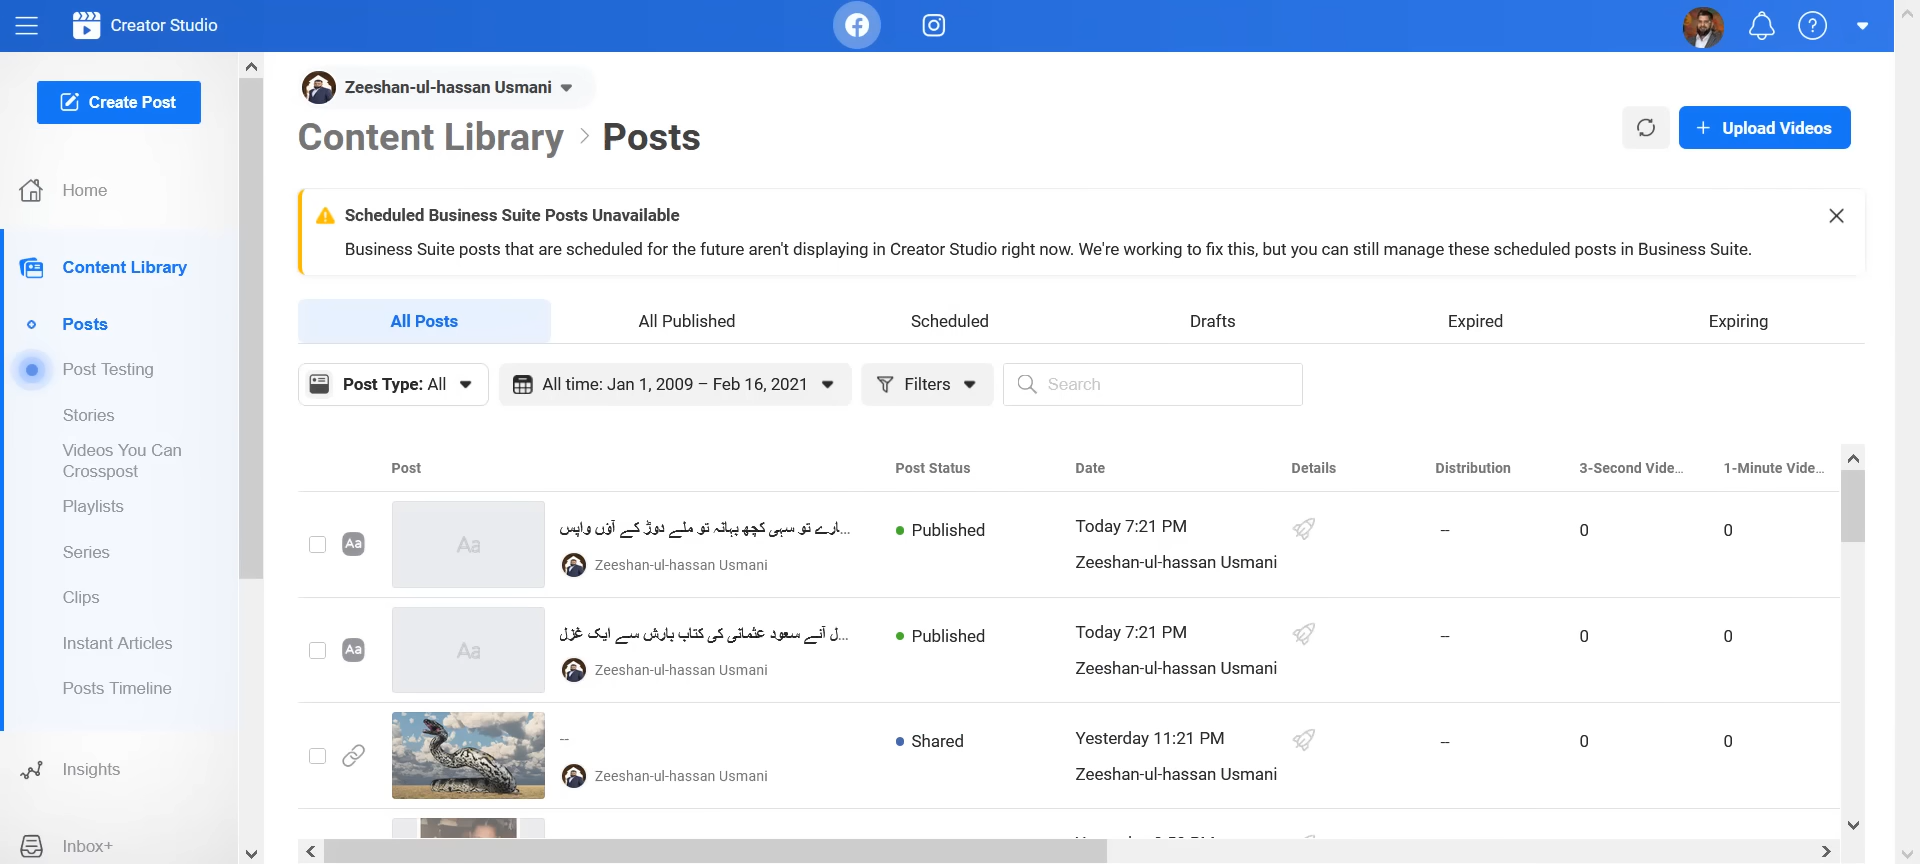 Creator Studio
Create Post
Home
Content Library
Posts
Post Testing
Stories
Videos You Can
Crosspost
Playlists
Series
Clips
Instant Articles
Posts Timeline
Insights
Inbox+
Zeeshan-ul-hassan Usmani
Content Library > Posts
Upload Videos
Scheduled Business Suite Posts Unavailable
Business Suite posts that are scheduled for the future aren't displaying in Creator Studio right now. We're working to fix this, but you can still manage these scheduled posts in Business Suite.
All Posts All Published Scheduled Drafts Expired Expiring
Post Type: All All time: Jan 1, 2009 – Feb 16, 2021 Filters Search
Post Post Status Date Details Distribution 3-Second Vide... 1-Minute Vide...
Aa Aa ...ارے تو سہی کچھ بہانہ تو ملے دوڑ کے آؤں واپس Published Today 7:21 PM -- 0 0
Zeeshan-ul-hassan Usmani Zeeshan-ul-hassan Usmani
Aa Aa ...ل آنے سعود عثمانی کی کتاب بارش سے ایک غزل Published Today 7:21 PM -- 0 0
Zeeshan-ul-hassan Usmani Zeeshan-ul-hassan Usmani
-- Shared Yesterday 11:21 PM -- 0 0
Zeeshan-ul-hassan Usmani Zeeshan-ul-hassan Usmani